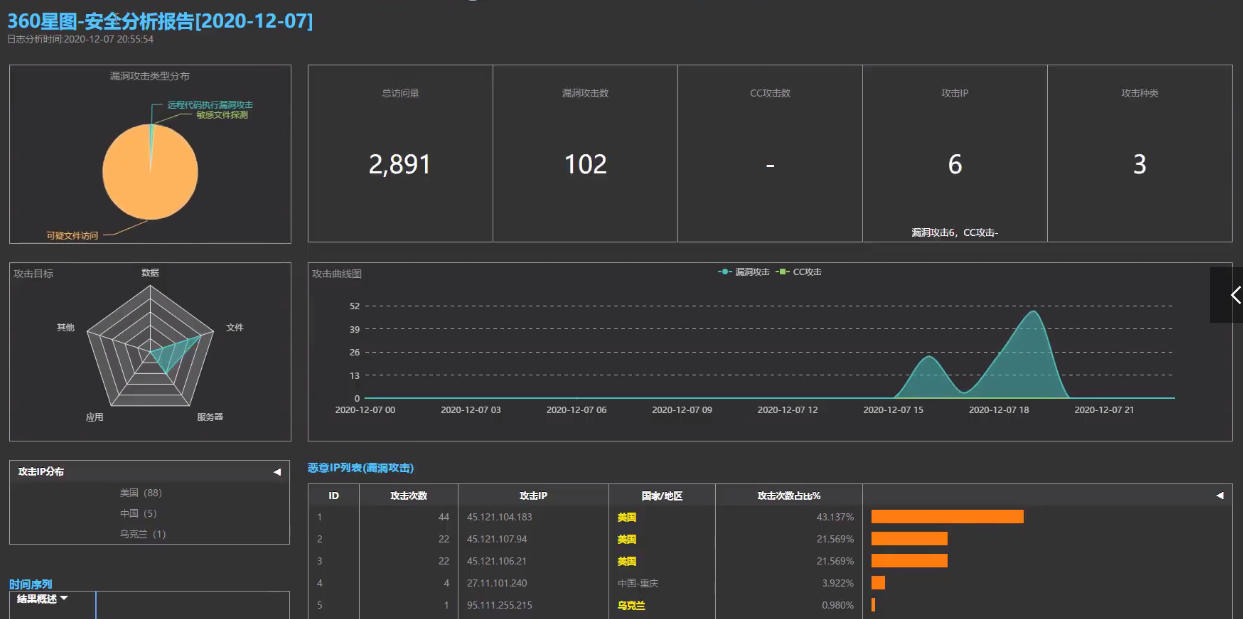 360星图-安全分析报告[2020-12-07]
日志分析时间:2020-12-07 20:55:54
漏洞攻击类型分布
远程代码执行漏洞攻击
敏感文件探测
可疑文件访问
总访问量
2,891
漏洞攻击数
102
CC攻击数
-
攻击IP
6
漏洞攻击6, CC攻击-
攻击种类
3
攻击目标
数据
文件
服务器
应用
其他
攻击曲线图
漏洞攻击 CC攻击
52
39
26
13
0
2020-12-07 00 2020-12-07 03 2020-12-07 06 2020-12-07 09 2020-12-07 12 2020-12-07 15 2020-12-07 18 2020-12-07 21
攻击IP分布
美国（88）
中国（5）
乌克兰（1）
时间序列
结果概述
恶意IP列表(漏洞攻击)
ID 攻击次数 攻击IP 国家/地区 攻击次数占比%
1 44 45.121.104.183 美国 43.137%
2 22 45.121.107.94 美国 21.569%
3 22 45.121.106.21 美国 21.569%
4 4 27.11.101.240 中国-重庆 3.922%
5 1 95.111.255.215 乌克兰 0.980%